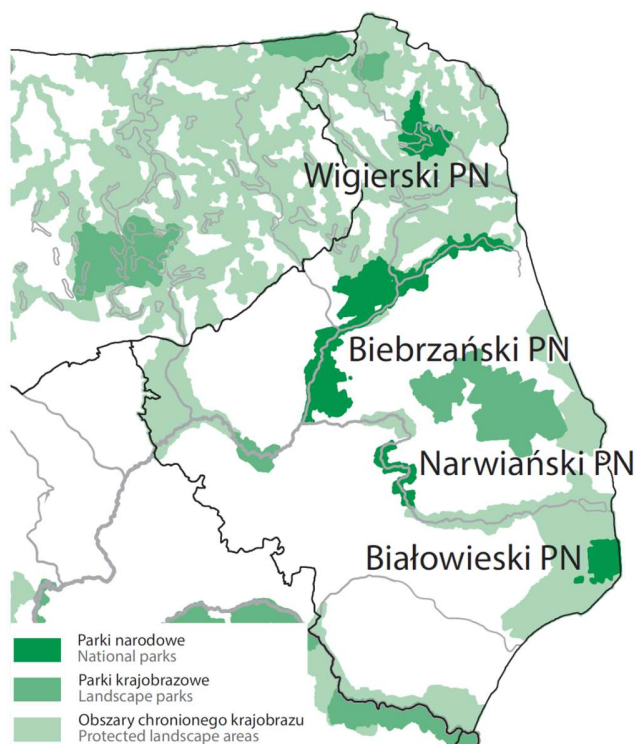 Wigierski PN
Biebrzański PN
Narwiański PN
Białowieski PN
Parki narodowe
National parks
Parki krajobrazowe
Landscape parks
Obszary chronionego krajobrazu
Protected landscape areas